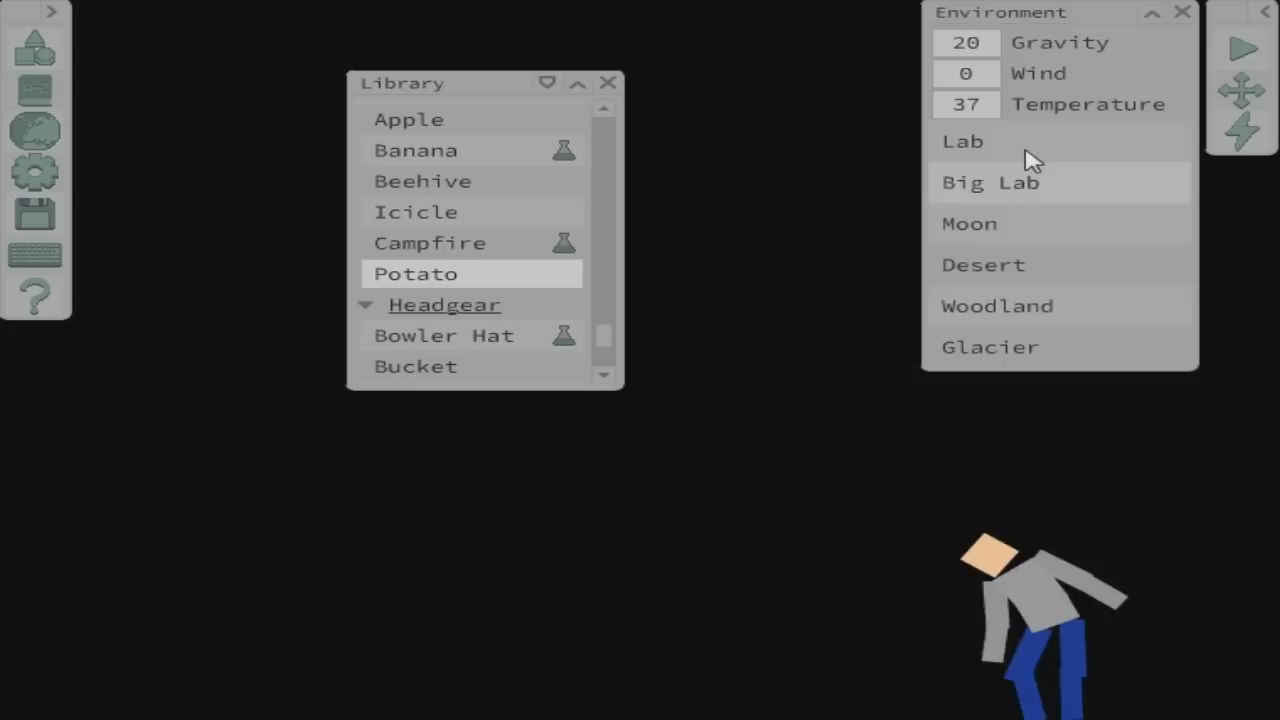 Library
Apple
Banana
Beehive
Icicle
Campfire
Potato
Headgear
Bowler Hat
Bucket
Environment
20 Gravity
0 Wind
37 Temperature
Lab
Big Lab
Moon
Desert
Woodland
Glacier
?